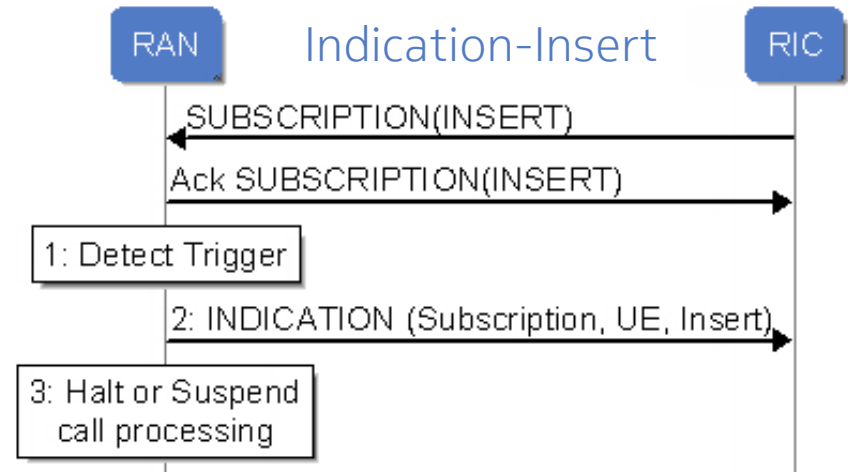 RAN
Indication-Insert
RIC
SUBSCRIPTION(INSERT)
Ack SUBSCRIPTION(INSERT)
1: Detect Trigger
2: INDICATION (Subscription, UE, Insert)
3: Halt or Suspend
call processing